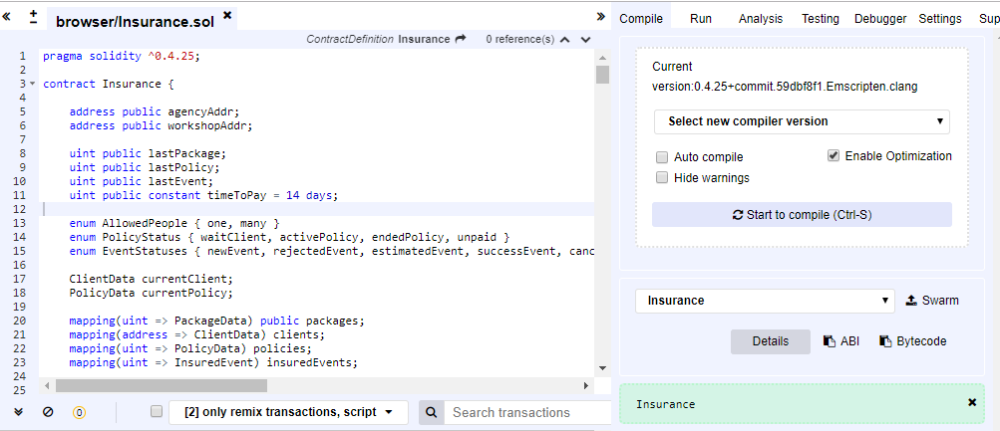 browser/Insurance.sol
ContractDefinition Insurance 0 reference(s)
1 pragma solidity ^0.4.25;
2
3 contract Insurance {
4
5 address public agencyAddr;
6 address public workshopAddr;
7
8 uint public lastPackage;
9 uint public lastPolicy;
10 uint public lastEvent;
11 uint public constant timeToPay = 14 days;
12
13 enum AllowedPeople { one, many }
14 enum PolicyStatus { waitClient, activePolicy, endedPolicy, unpaid }
15 enum EventStatuses { newEvent, rejectedEvent, estimatedEvent, successEvent, canc
16
17 ClientData currentClient;
18 PolicyData currentPolicy;
19
20 mapping(uint => PackageData) public packages;
21 mapping(address => ClientData) clients;
22 mapping(uint => PolicyData) policies;
23 mapping(uint => InsuredEvent) insuredEvents;
24
25
0
[2] only remix transactions, script
Search transactions
Compile Run Analysis Testing Debugger Settings Sup
Current
version:0.4.25+commit.59dbf8f1.Emscripten.clang
Select new compiler version
Auto compile
Enable Optimization
Hide warnings
Start to compile (Ctrl-S)
Insurance
Swarm
Details
ABI
Bytecode
Insurance